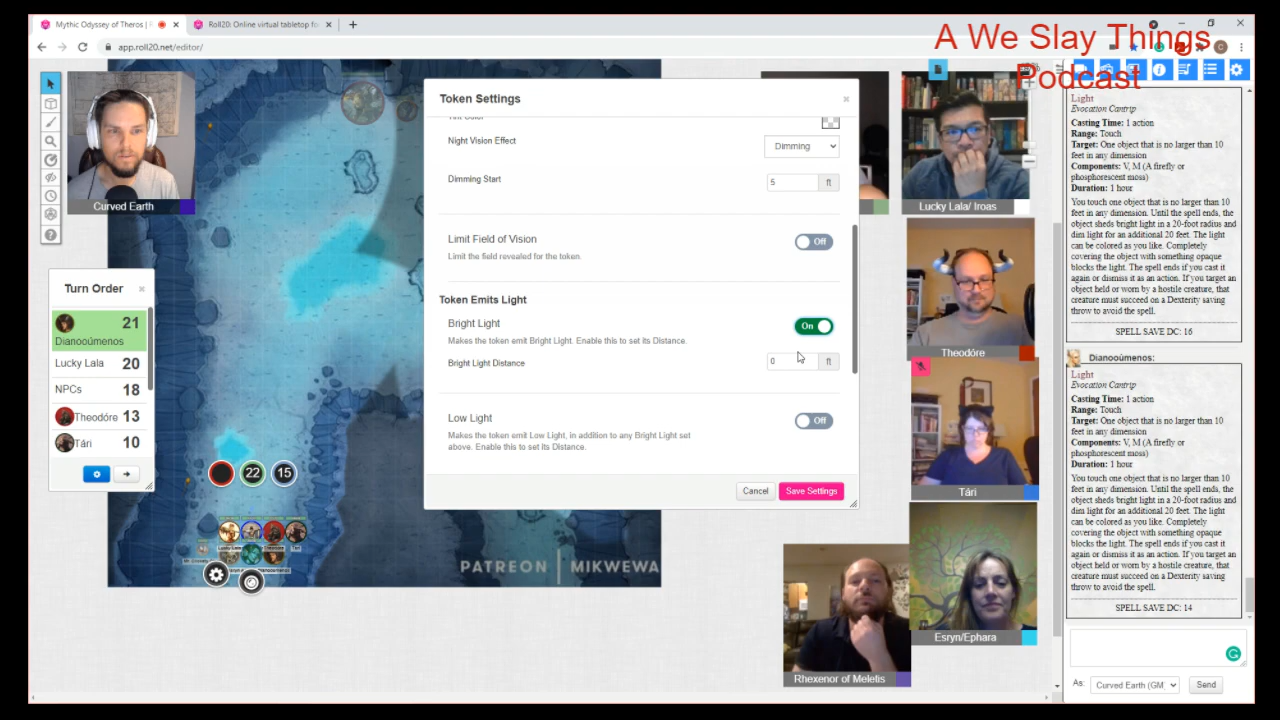 Mythic Odyssey of Theros |
Roll20: Online virtual tabletop fo
app.roll20.net/editor/
A We Slay Things
Podcast
Curved Earth
Turn Order
21
Dianooúmenos
Lucky Lala 20
NPCs 18
Theodóre 13
Tári 10
22
15
PATREON | MIKWEWA
Token Settings
Tint Color
Night Vision Effect
Dimming
Dimming Start
5 ft
Limit Field of Vision
Off
Limit the field revealed for the token.
Token Emits Light
Bright Light
On
Makes the token emit Bright Light. Enable this to set its Distance.
Bright Light Distance
0 ft
Low Light
Off
Makes the token emit Low Light, in addition to any Bright Light set
above. Enable this to set its Distance.
Cancel
Save Settings
Lucky Lala/ Iroas
Theodóre
Tári
Esryn/Ephara
Rhexenor of Meletis
Light
Evocation Cantrip
Casting Time: 1 action
Range: Touch
Target: One object that is no larger than 10
feet in any dimension
Components: V, M (A firefly or
phosphorescent moss)
Duration: 1 hour
You touch one object that is no larger than 10
feet in any dimension. Until the spell ends, the
object sheds bright light in a 20-foot radius and
dim light for an additional 20 feet. The light
can be colored as you like. Completely
covering the object with something opaque
blocks the light. The spell ends if you cast it
again or dismiss it as an action. If you target an
object held or worn by a hostile creature, that
creature must succeed on a Dexterity saving
throw to avoid the spell.
SPELL SAVE DC: 16
Dianooúmenos:
Light
Evocation Cantrip
Casting Time: 1 action
Range: Touch
Target: One object that is no larger than 10
feet in any dimension
Components: V, M (A firefly or
phosphorescent moss)
Duration: 1 hour
You touch one object that is no larger than 10
feet in any dimension. Until the spell ends, the
object sheds bright light in a 20-foot radius and
dim light for an additional 20 feet. The light
can be colored as you like. Completely
covering the object with something opaque
blocks the light. The spell ends if you cast it
again or dismiss it as an action. If you target an
object held or worn by a hostile creature, that
creature must succeed on a Dexterity saving
throw to avoid the spell.
SPELL SAVE DC: 14
As:
Curved Earth (GM
Send